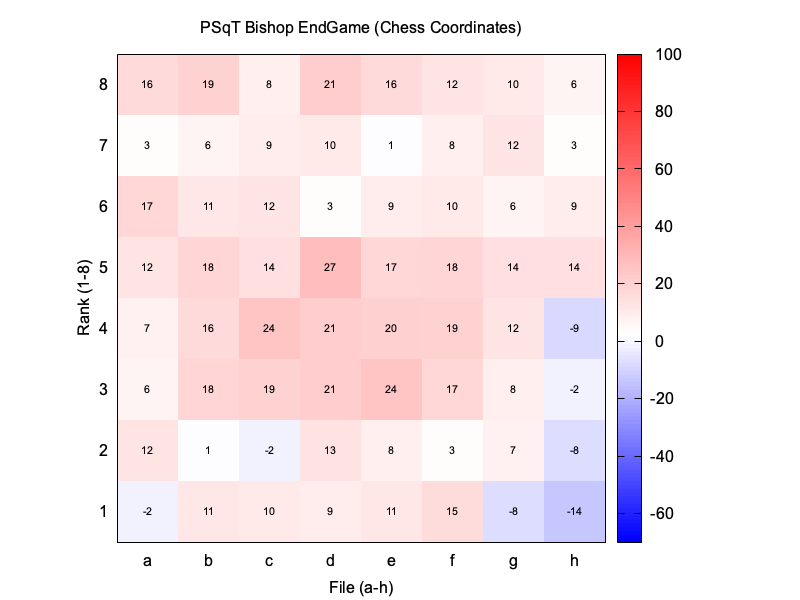 PSqT Bishop EndGame (Chess Coordinates)
8 16 19 8 21 16 12 10 6
7 3 6 9 10 1 8 12 3
6 17 11 12 3 9 10 6 9
5 12 18 14 27 17 18 14 14
4 7 16 24 21 20 19 12 -9
3 6 18 19 21 24 17 8 -2
2 12 1 -2 13 8 3 7 -8
1 -2 11 10 9 11 15 -8 -14
a b c d e f g h
File (a-h)
Rank (1-8)
100
80
60
40
20
0
-20
-40
-60